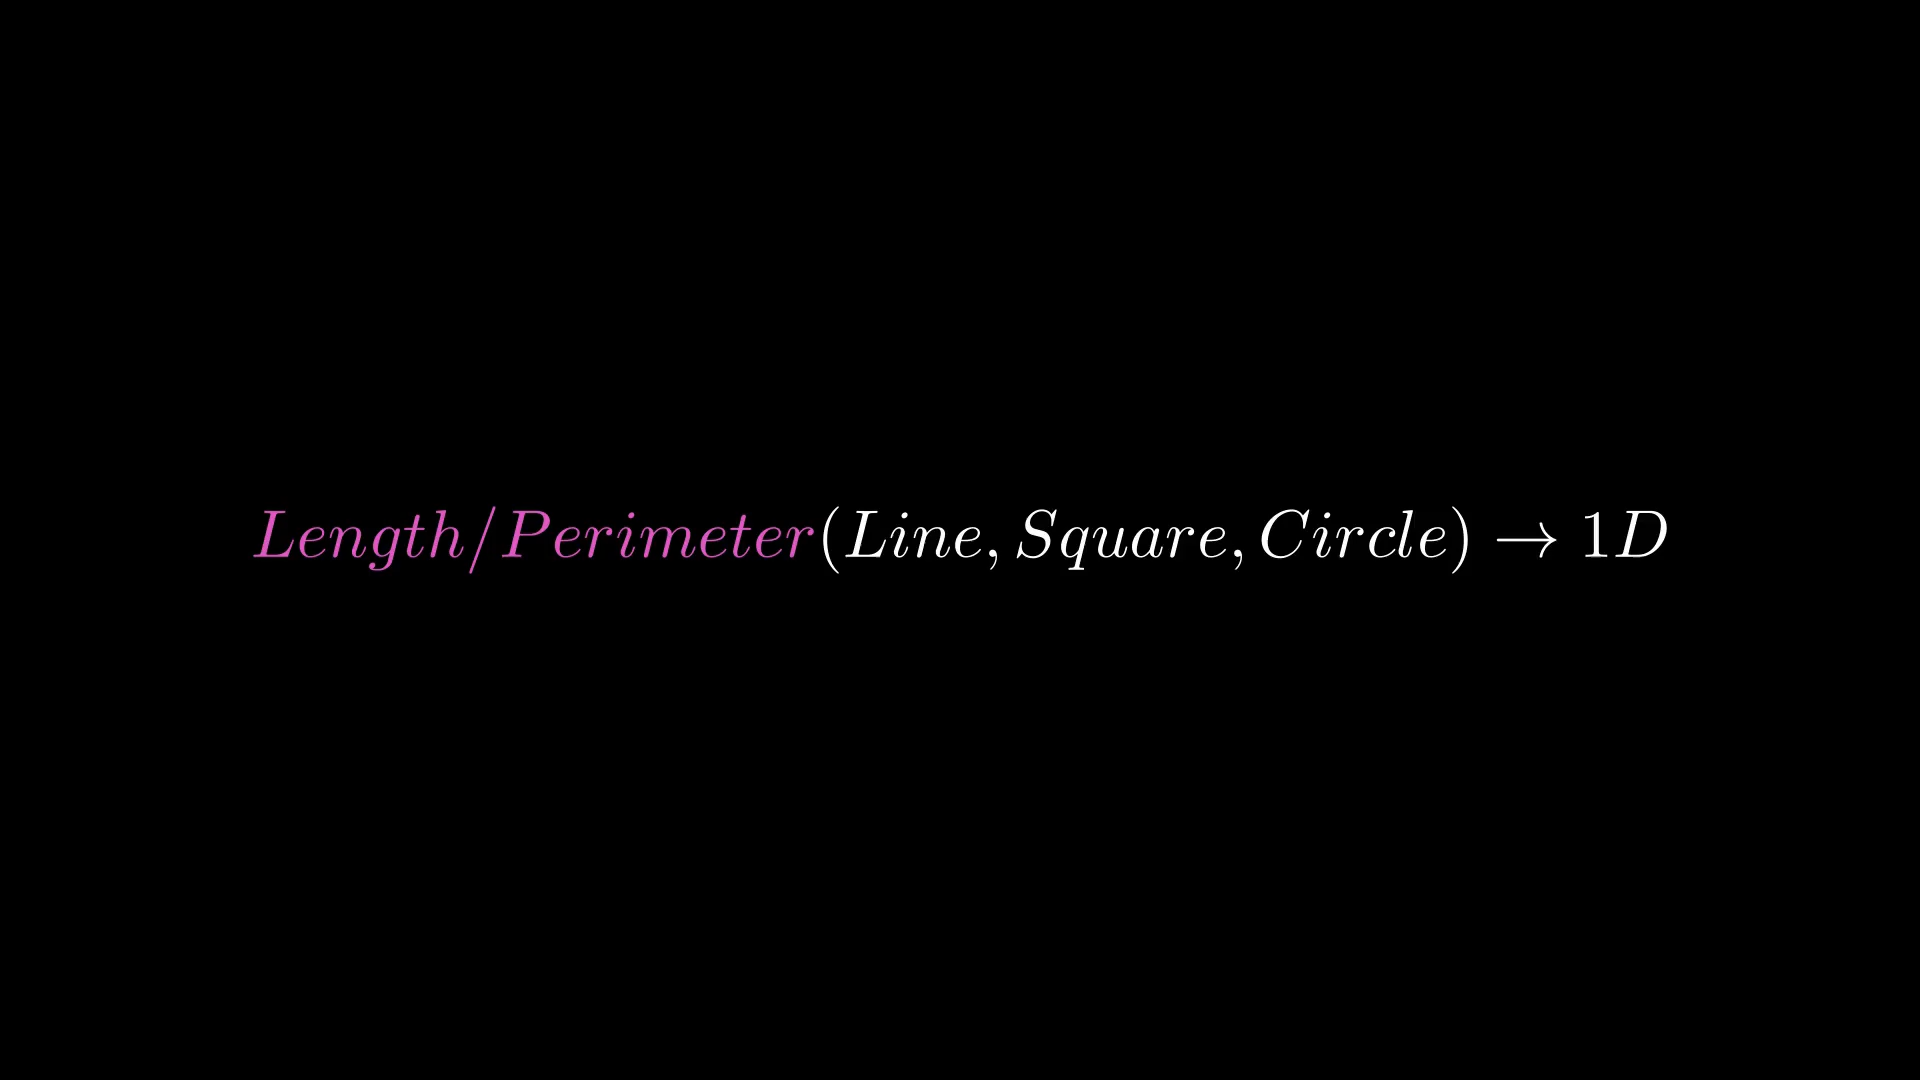 Length/Perimeter(Line, Square, Circle) → 1D